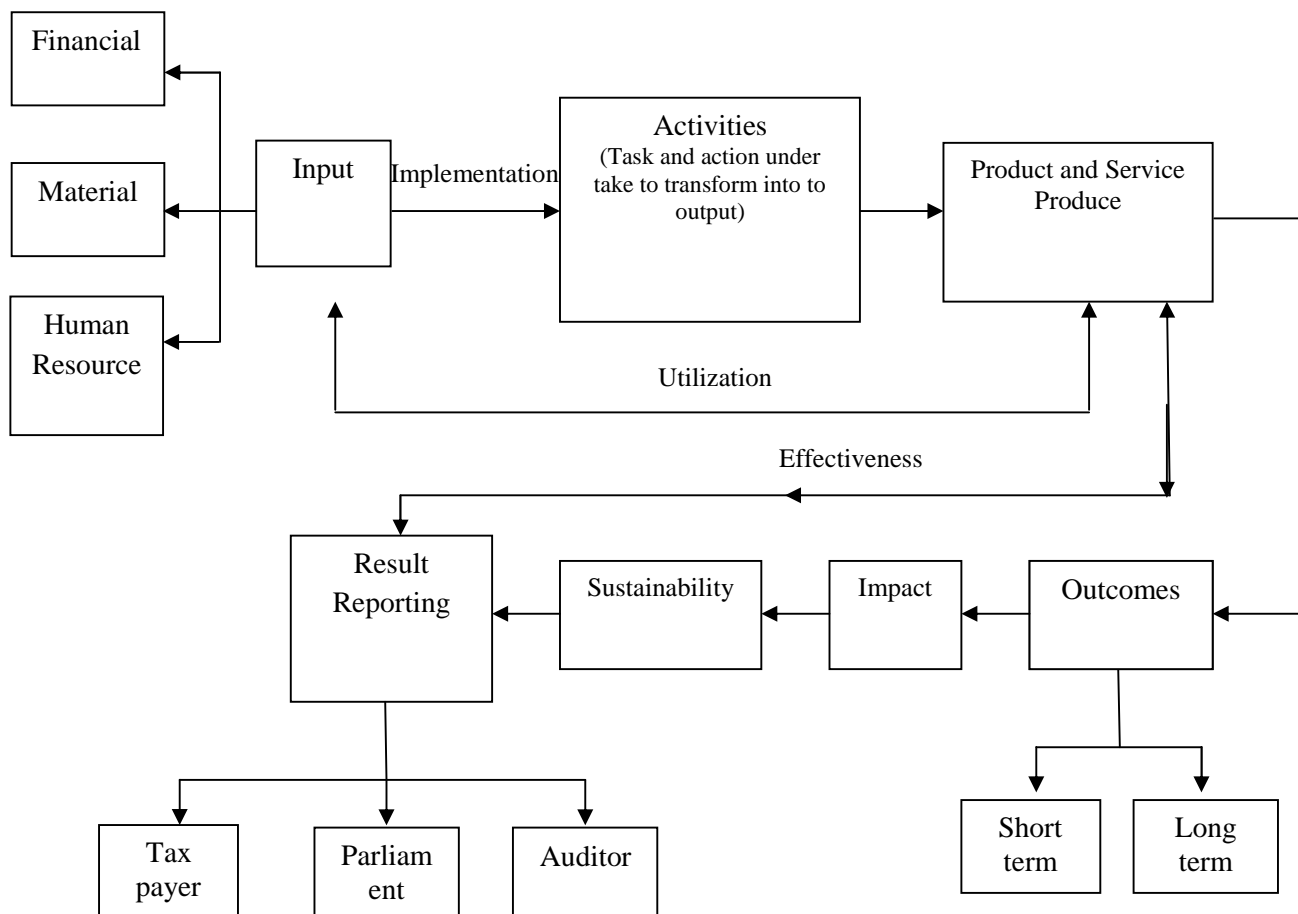 Financial
Material
Human
Resource
Input
Implementation
Activities
(Task and action under
take to transform into to
output)
Product and Service
Produce
Utilization
Effectiveness
Result
Reporting
Sustainability
Impact
Outcomes
Tax
payer
Parliam
ent
Auditor
Short
term
Long
term